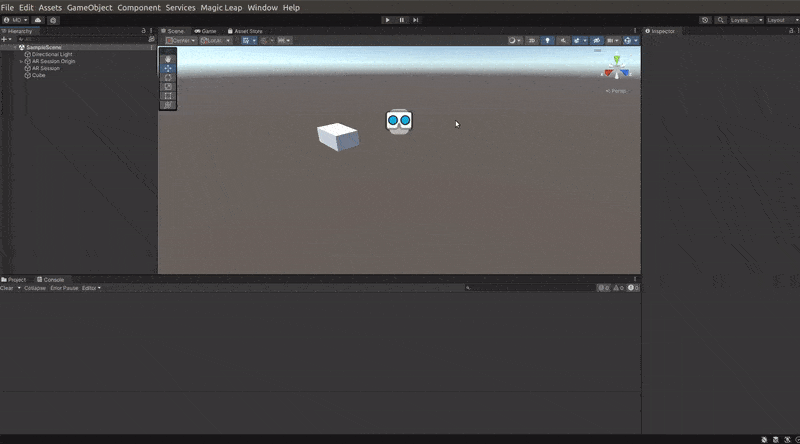 File Edit Assets GameObject Component Services Magic Leap Window Help
MO
Layers Layout
Hierarchy
Scene Game Asset Store
Inspector
All
Center Local
2D
SampleScene
Directional Light
AR Session Origin
AR Session
Cube
Persp
Project Console
Clear Collapse Error Pause Editor
0 0 0